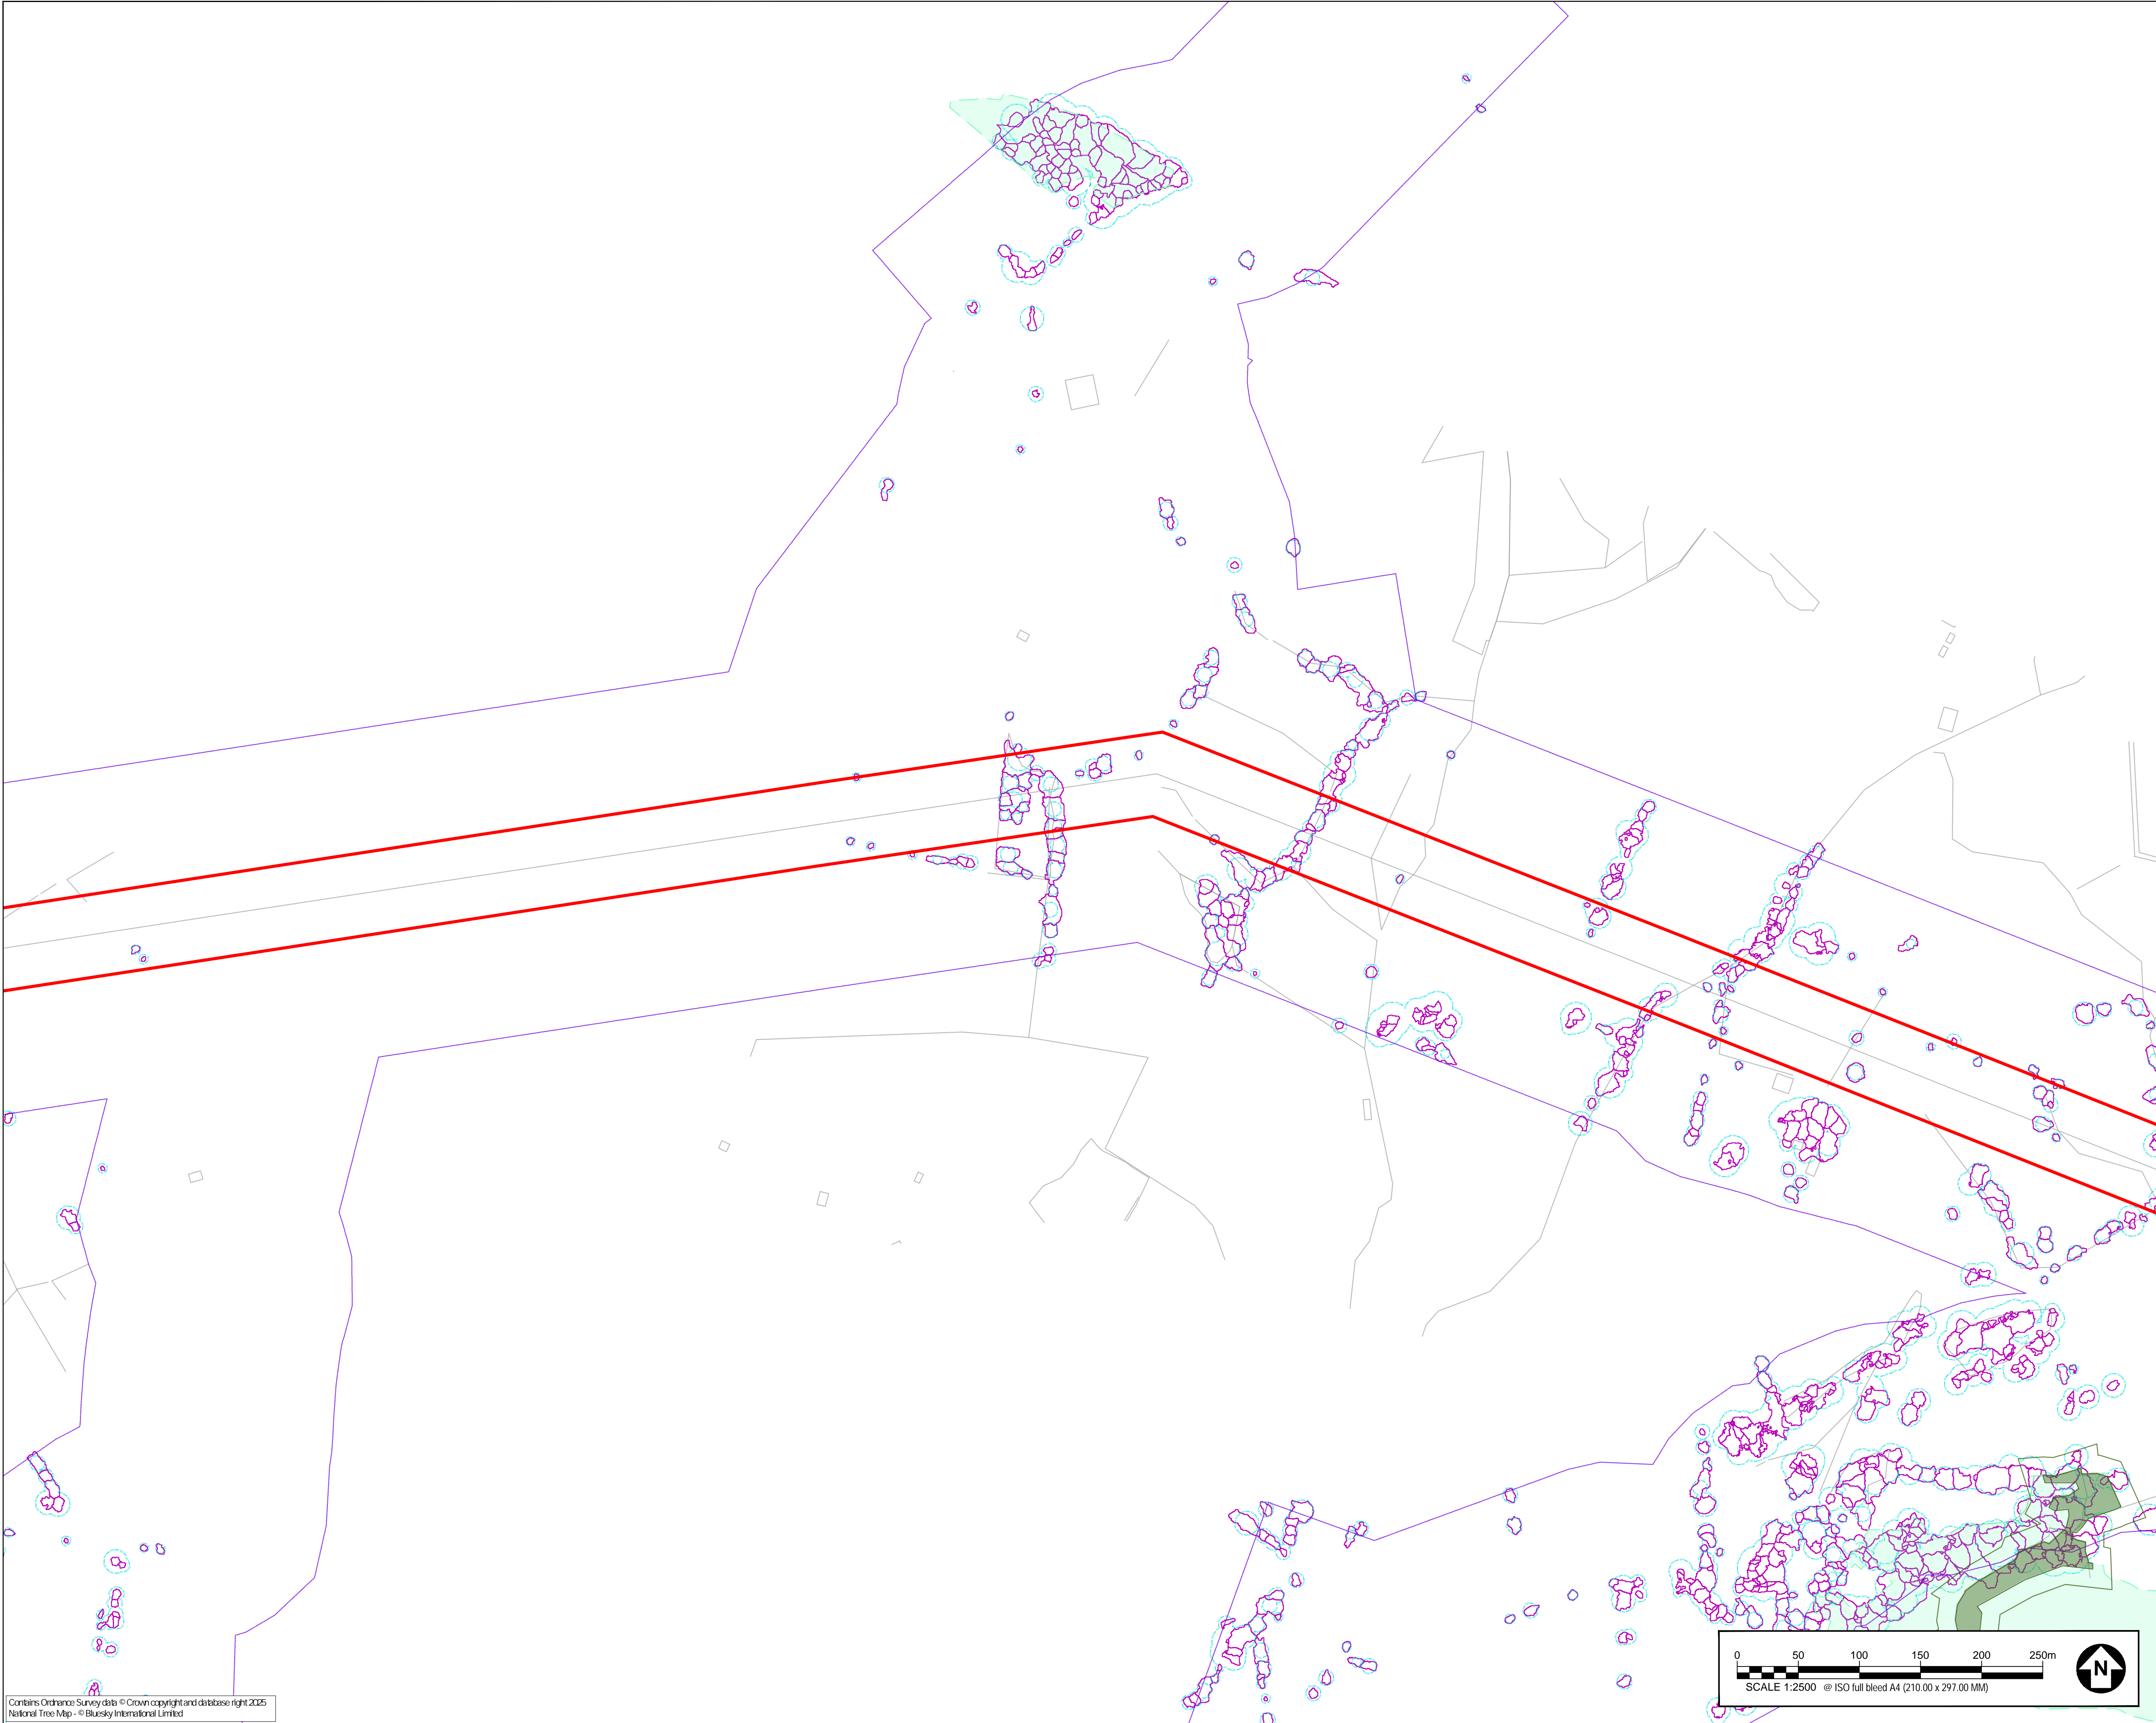 0 50 100 150 200 250m
SCALE 1:2500 @ ISO full bleed A4 (210.00 x 297.00 MM)
N
Contains Ordnance Survey data © Crown copyright and database right 2025
National Tree Map - © Bluesky International Limited